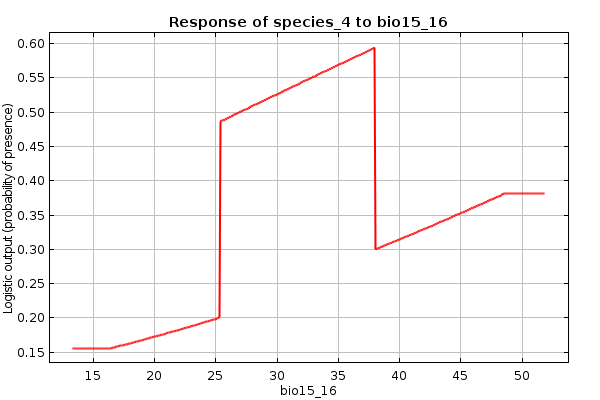 Response of species_4 to bio15_16
Logistic output (probability of presence)
0.60
0.55
0.50
0.45
0.40
0.35
0.30
0.25
0.20
0.15
15 20 25 30 35 40 45 50
bio15_16